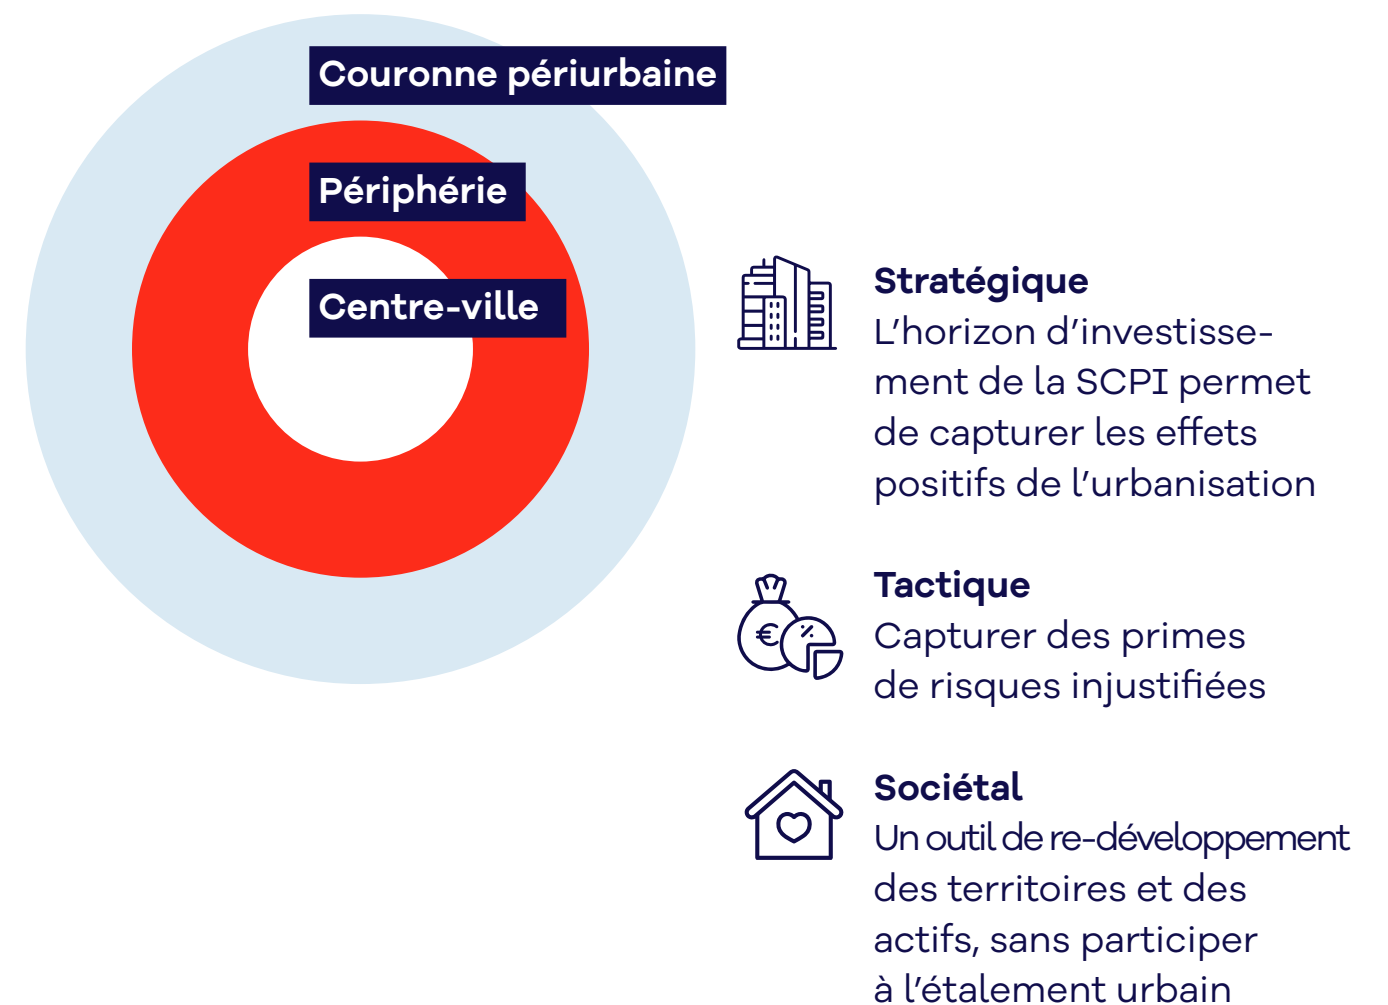 Couronne périurbaine
Périphérie
Centre-ville
Stratégique
L’horizon d’investisse-
ment de la SCPI permet
de capturer les effets
positifs de l’urbanisation
€
%
Tactique
Capturer des primes
de risques injustifiées
Sociétal
Un outil de re-développement
des territoires et des
actifs, sans participer
à l’étalement urbain